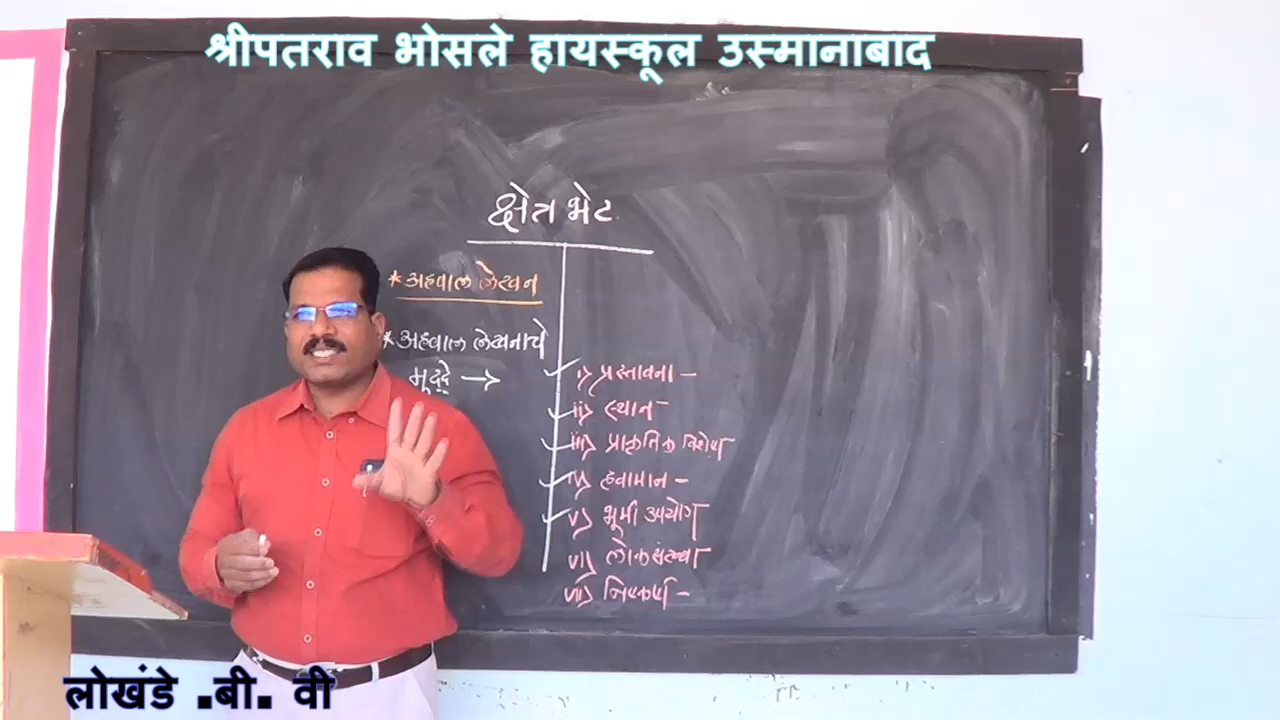 श्रीपतराव भोसले हायस्कूल उस्मानाबाद
क्षेत्र भेट
* अहवाल लेखन
* अहवाल लेखनाचे
मुद्दे →
i) प्रस्तावना -
ii) स्थान -
iii) प्राकृतिक विशेष
iv) हवामान -
v) भूमी उपयोग
vi) लोकसंख्या
vii) निष्कर्ष -
लोखंडे .बी. वी